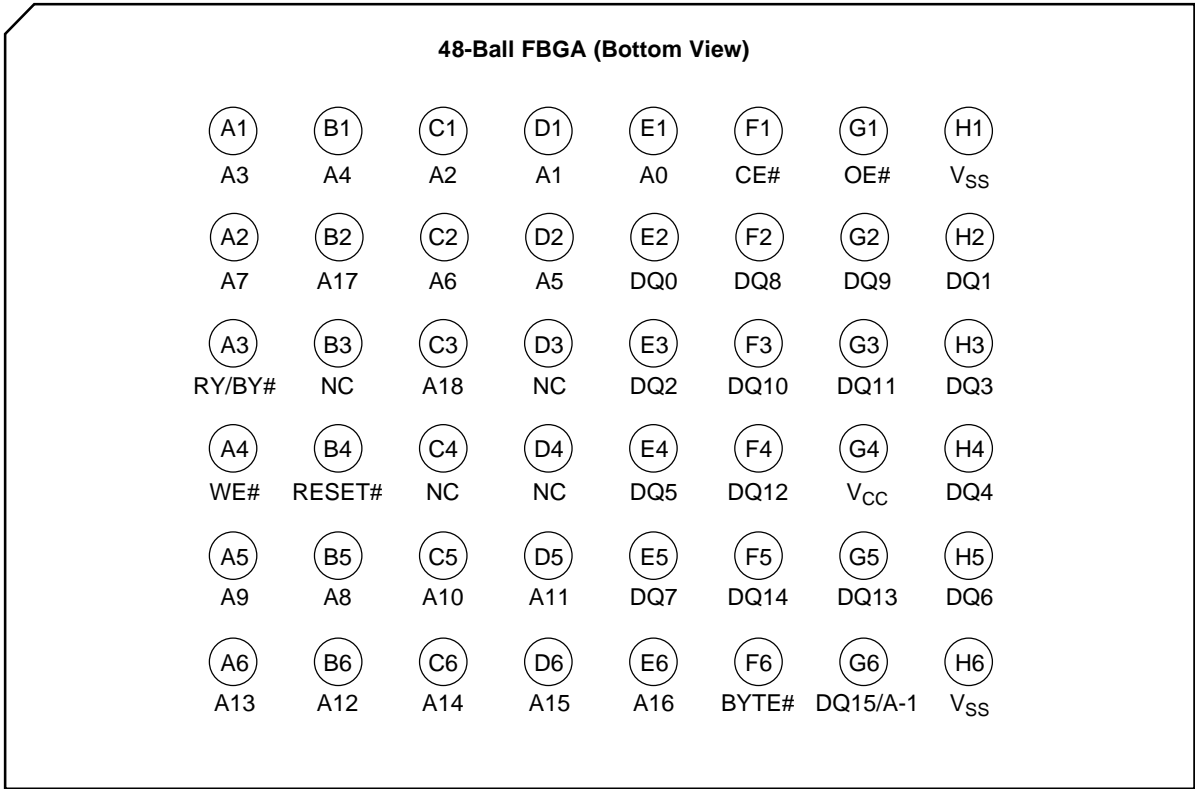 48-Ball FBGA (Bottom View)
A1 B1 C1 D1 E1 F1 G1 H1
A3 A4 A2 A1 A0 CE# OE# VSS
A2 B2 C2 D2 E2 F2 G2 H2
A7 A17 A6 A5 DQ0 DQ8 DQ9 DQ1
A3 B3 C3 D3 E3 F3 G3 H3
RY/BY# NC A18 NC DQ2 DQ10 DQ11 DQ3
A4 B4 C4 D4 E4 F4 G4 H4
WE# RESET# NC NC DQ5 DQ12 VCC DQ4
A5 B5 C5 D5 E5 F5 G5 H5
A9 A8 A10 A11 DQ7 DQ14 DQ13 DQ6
A6 B6 C6 D6 E6 F6 G6 H6
A13 A12 A14 A15 A16 BYTE# DQ15/A-1 VSS